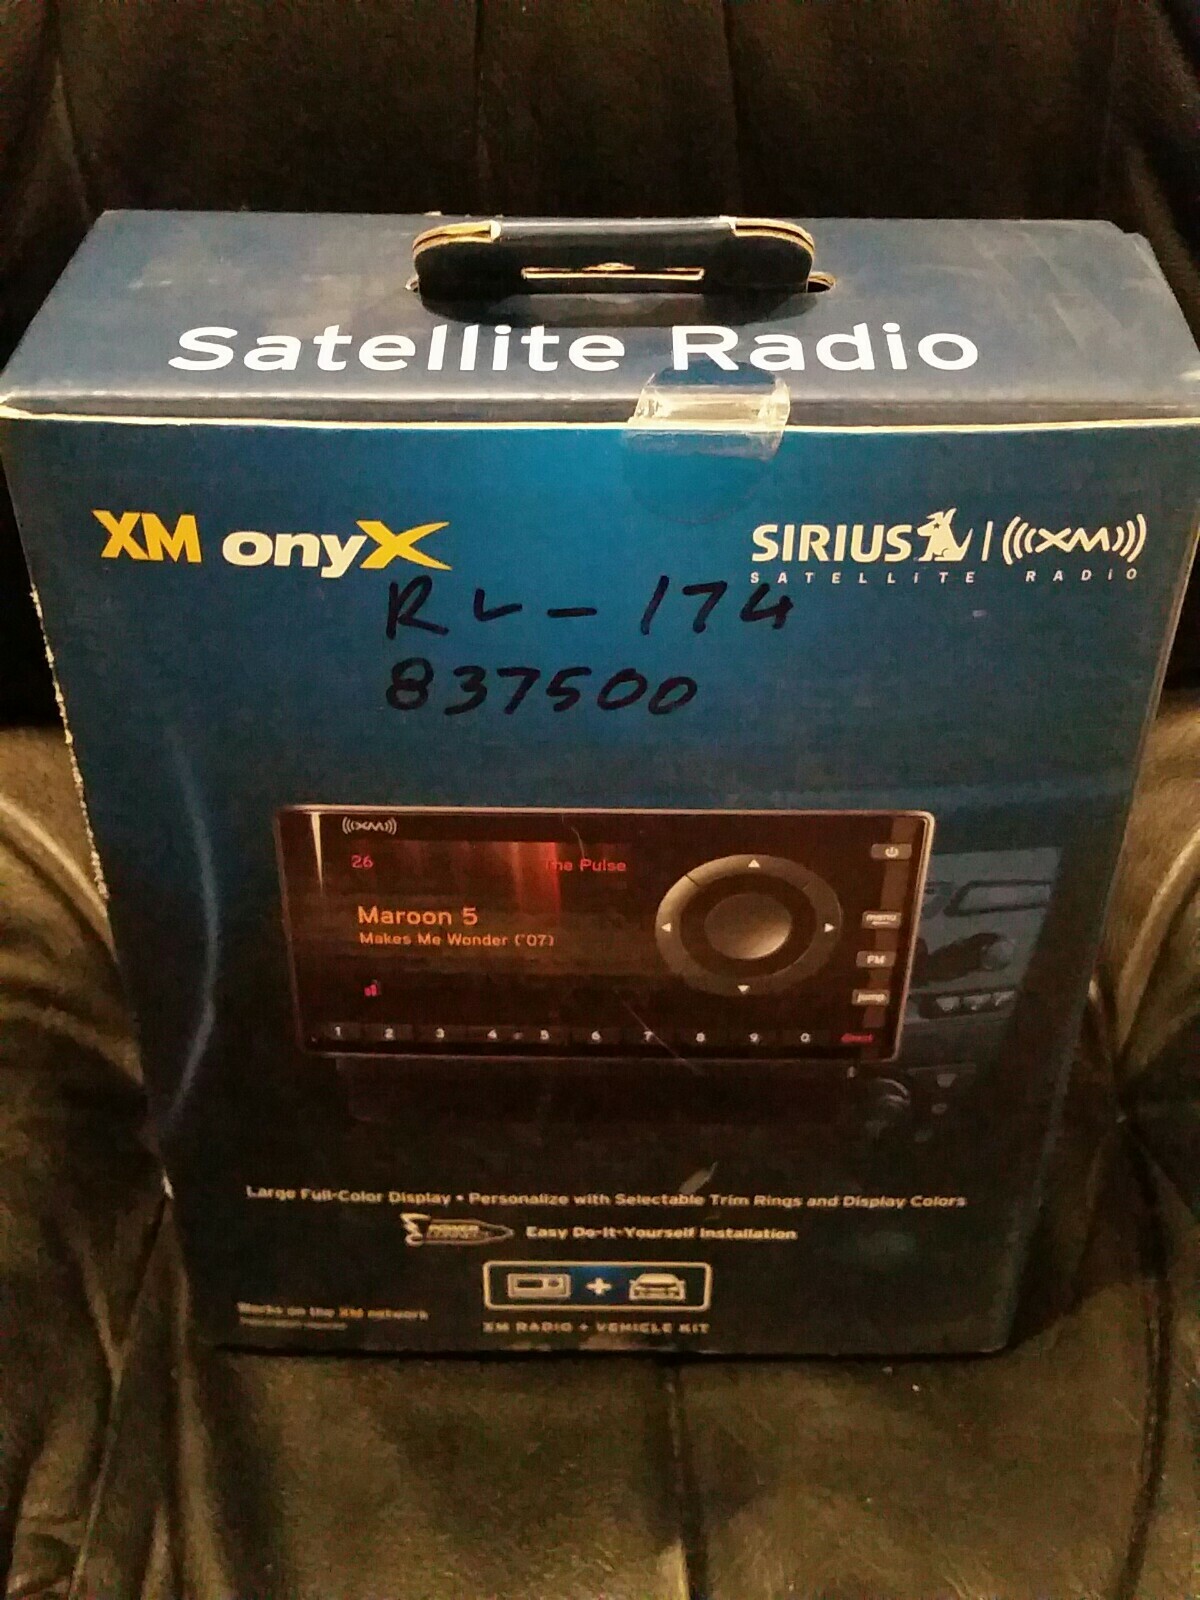 Satellite Radio
XM onyX
SIRIUS | ((XM))
SATELLITE RADIO
RL-174
837500
((XM))
26 The Pulse
Maroon 5
Makes Me Wonder ('07)
menu
FM
jump
1 2 3 4 5 6 7 8 9 0 direct
Large Full-Color Display • Personalize with Selectable Trim Rings and Display Colors
POWER Easy Do-It-Yourself Installation
+
Works on the XM network
XM RADIO + VEHICLE KIT